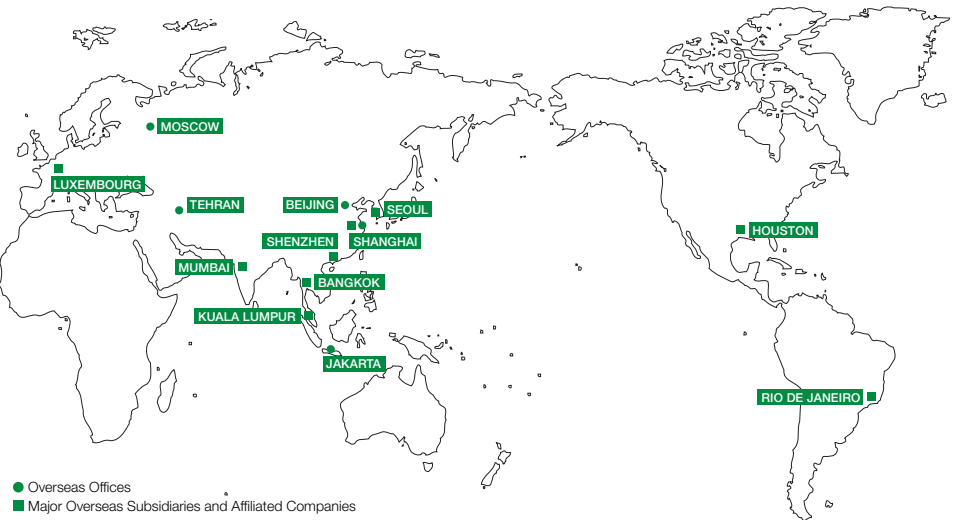 MOSCOW
LUXEMBOURG
TEHRAN
BEIJING
SEOUL
SHENZHEN
SHANGHAI
HOUSTON
MUMBAI
BANGKOK
KUALA LUMPUR
JAKARTA
RIO DE JANEIRO
Overseas Offices
Major Overseas Subsidiaries and Affiliated Companies